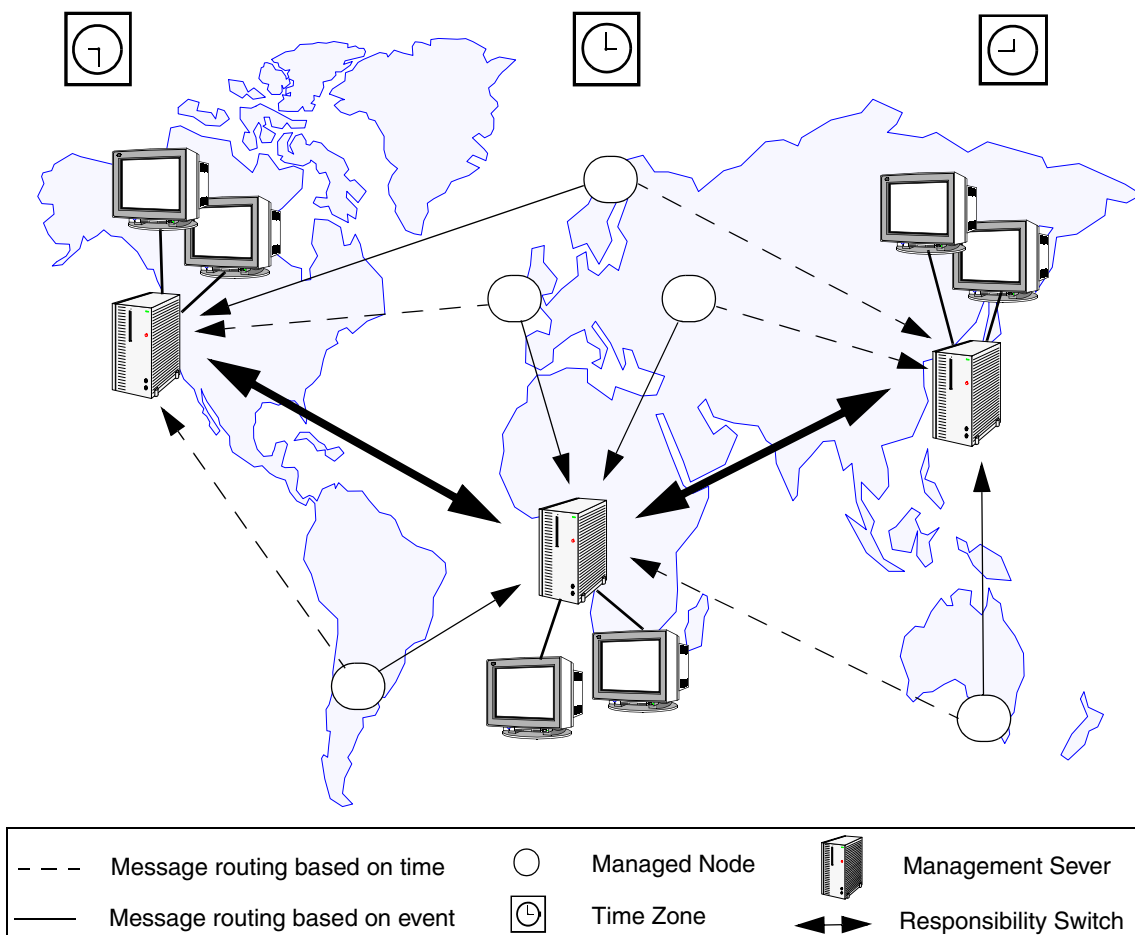 Message routing based on time
Managed Node
Management Sever
Message routing based on event
Time Zone
Responsibility Switch